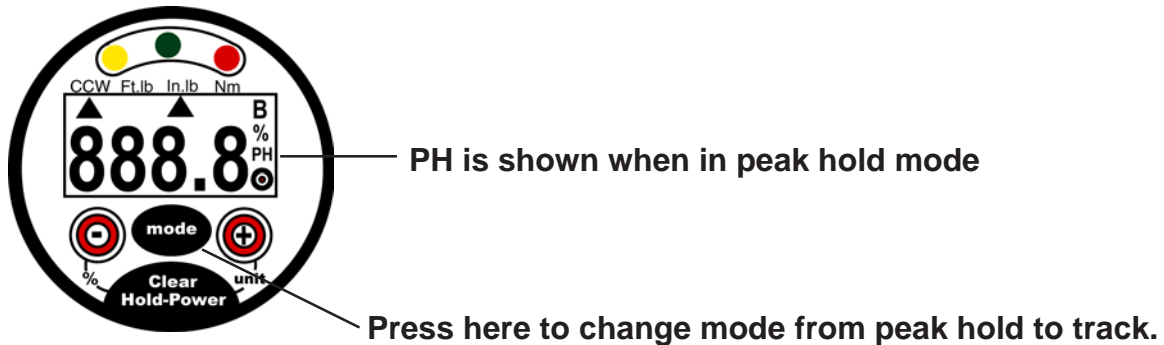 CCW Ft.lb In.lb Nm
B
%
888.8 PH
PH is shown when in peak hold mode
- mode +
% Clear unit
Hold-Power
Press here to change mode from peak hold to track.